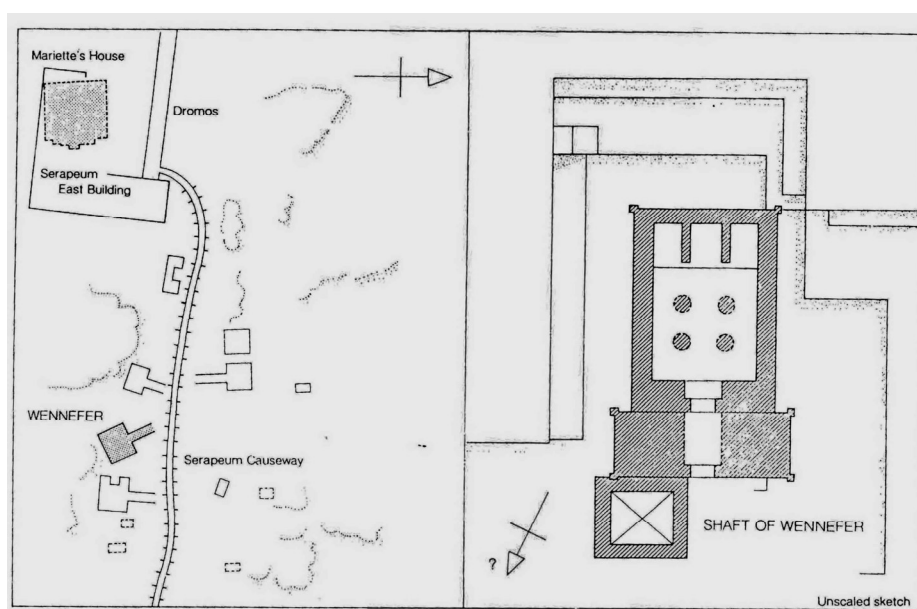 Mariette's House
Dromos
Serapeum
East Building
WENNEFER
Serapeum Causeway
?
SHAFT OF WENNEFER
Unscaled sketch